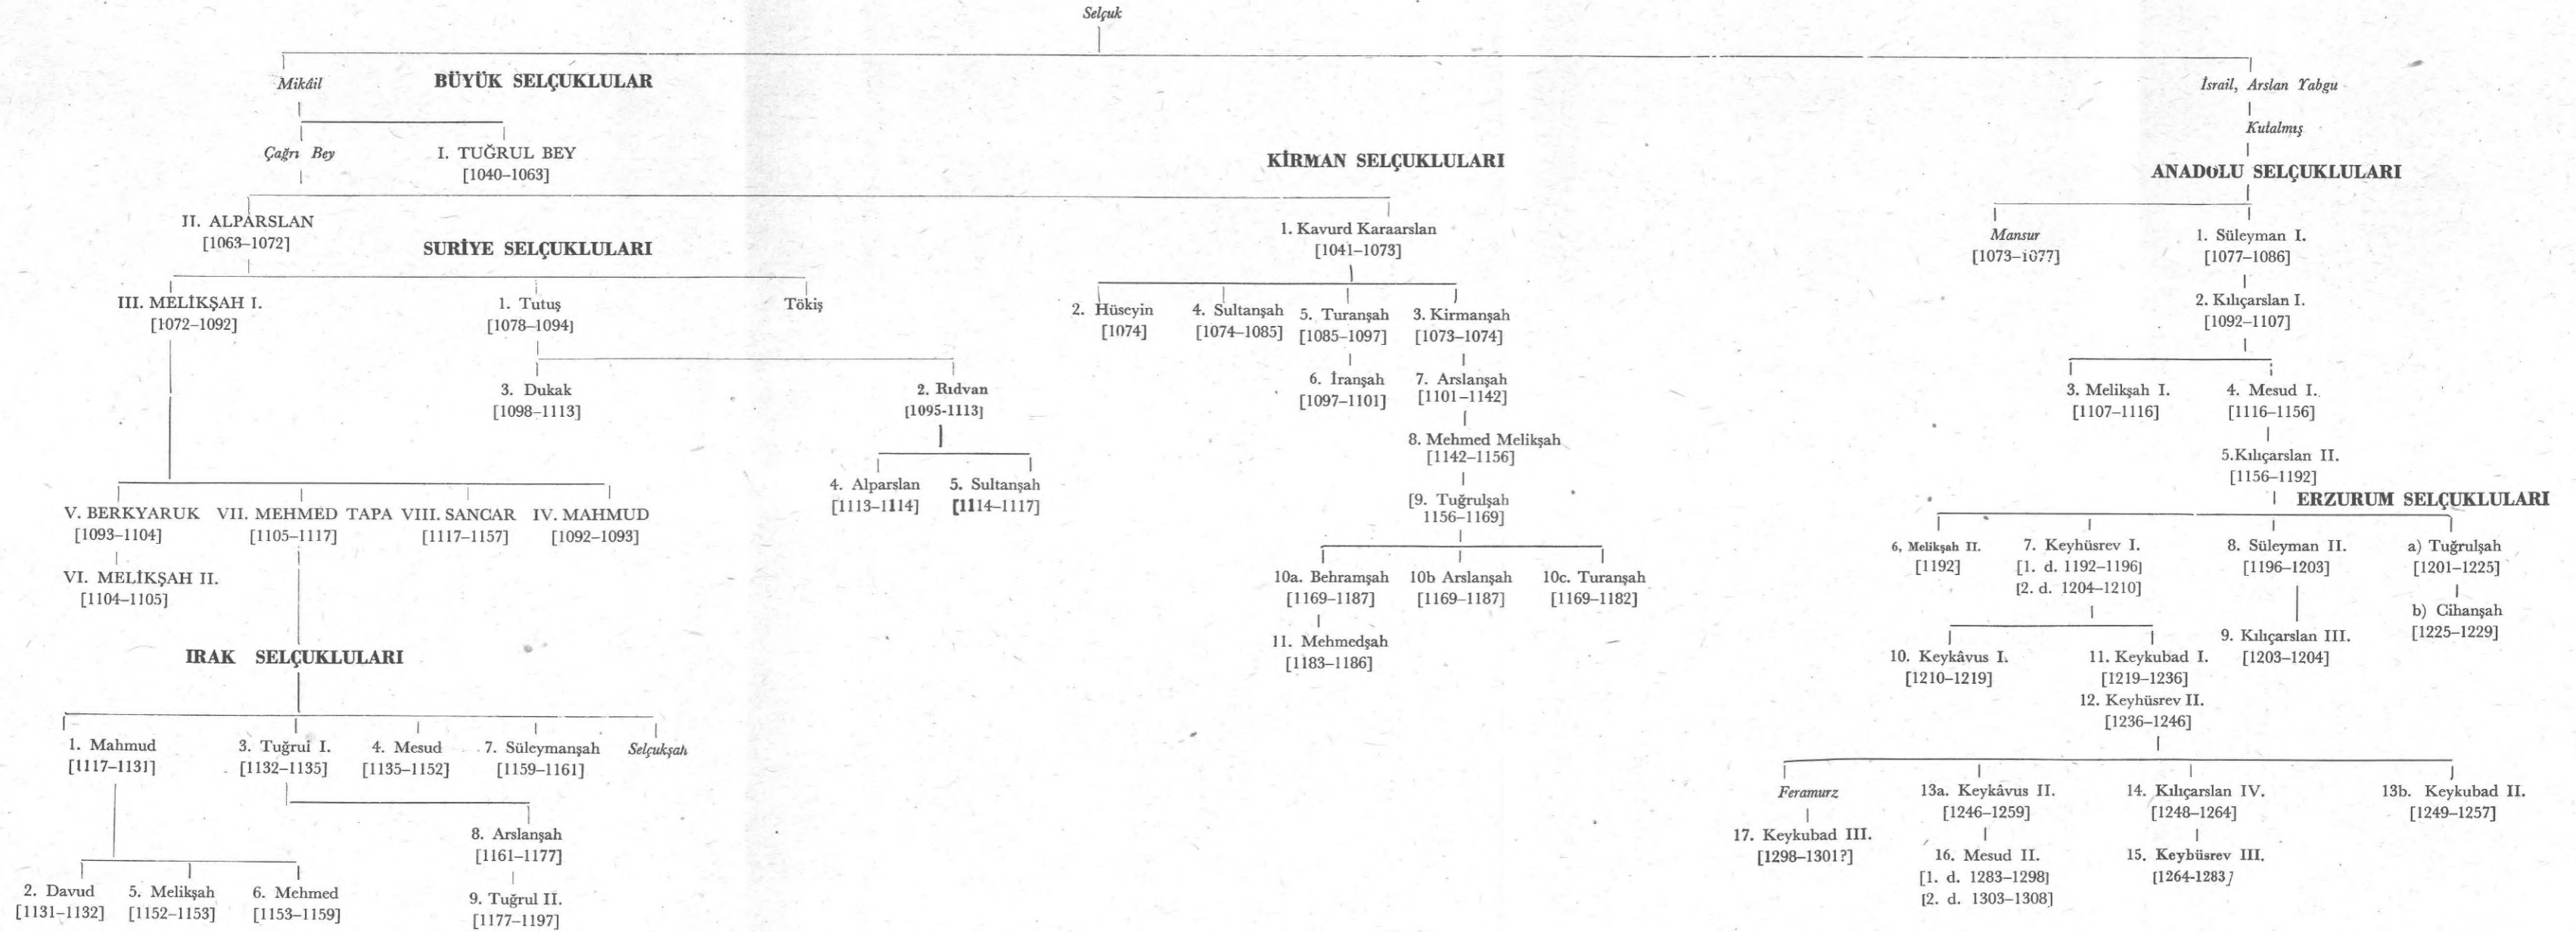 Selçuk
Mikâil
BÜYÜK SELÇUKLULAR
İsrail, Arslan Yabgu
Kutalmış
Çağrı Bey
I. TUĞRUL BEY
[1040–1063]
KİRMAN SELÇUKLULARI
ANADOLU SELÇUKLULARI
II. ALPARSLAN
[1063–1072]
SURİYE SELÇUKLULARI
1. Kavurd Karaarslan
[1041–1073]
Mansur
[1073–1077]
1. Süleyman I.
[1077–1086]
III. MELİKŞAH I.
[1072–1092]
1. Tutuş
[1078–1094]
Tökiş
2. Hüseyin
[1074]
4. Sultanşah
[1074–1085]
5. Turanşah
[1085–1097]
3. Kirmanşah
[1073–1074]
2. Kılıçarslan I.
[1092–1107]
3. Dukak
[1098–1113]
2. Rıdvan
[1095-1113]
6. İranşah
[1097–1101]
7. Arslanşah
[1101–1142]
3. Melikşah I.
[1107–1116]
4. Mesud I.
[1116–1156]
8. Mehmed Melikşah
[1142–1156]
5.Kılıçarslan II.
[1156–1192]
4. Alparslan
[1113–1114]
5. Sultanşah
[1114–1117]
[9. Tuğrulşah
1156–1169]
ERZURUM SELÇUKLULARI
V. BERKYARUK
[1093–1104]
VII. MEHMED TAPA
[1105–1117]
VIII. SANCAR
[1117–1157]
IV. MAHMUD
[1092–1093]
6, Melikşah II.
[1192]
7. Keyhüsrev I.
[1. d. 1192–1196]
[2. d. 1204–1210]
8. Süleyman II.
[1196–1203]
a) Tuğrulşah
[1201–1225]
VI. MELİKŞAH II.
[1104–1105]
10a. Behramşah
[1169–1187]
10b Arslanşah
[1169–1187]
10c. Turanşah
[1169–1182]
b) Cihanşah
[1225–1229]
11. Mehmedşah
[1183–1186]
9. Kılıçarslan III.
[1203–1204]
IRAK SELÇUKLULARI
10. Keykâvus I.
[1210–1219]
11. Keykubad I.
[1219–1236]
12. Keyhüsrev II.
[1236–1246]
1. Mahmud
[1117–1131]
3. Tuğrul I.
[1132–1135]
4. Mesud
[1135–1152]
7. Süleymanşah
[1159–1161]
Selçukşah
Feramurz
13a. Keykâvus II.
[1246–1259]
14. Kılıçarslan IV.
[1248–1264]
13b. Keykubad II.
[1249–1257]
8. Arslanşah
[1161–1177]
17. Keykubad III.
[1298–1301?]
16. Mesud II.
[1. d. 1283–1298]
[2. d. 1303–1308]
15. Keyhüsrev III.
[1264-1283]
2. Davud
[1131–1132]
5. Melikşah
[1152–1153]
6. Mehmed
[1153–1159]
9. Tuğrul II.
[1177–1197]